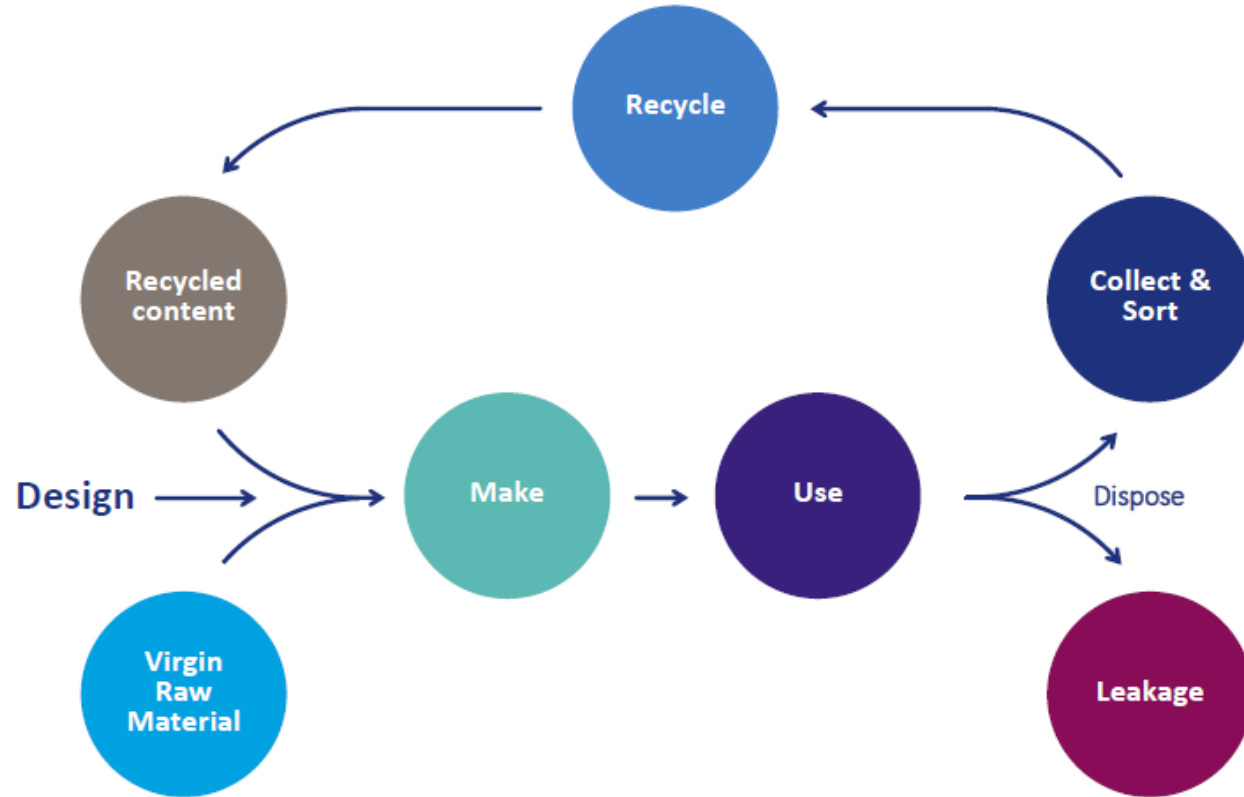 Recycle
Recycled
content
Collect &
Sort
Design
Make
Use
Dispose
Virgin
Raw
Material
Leakage